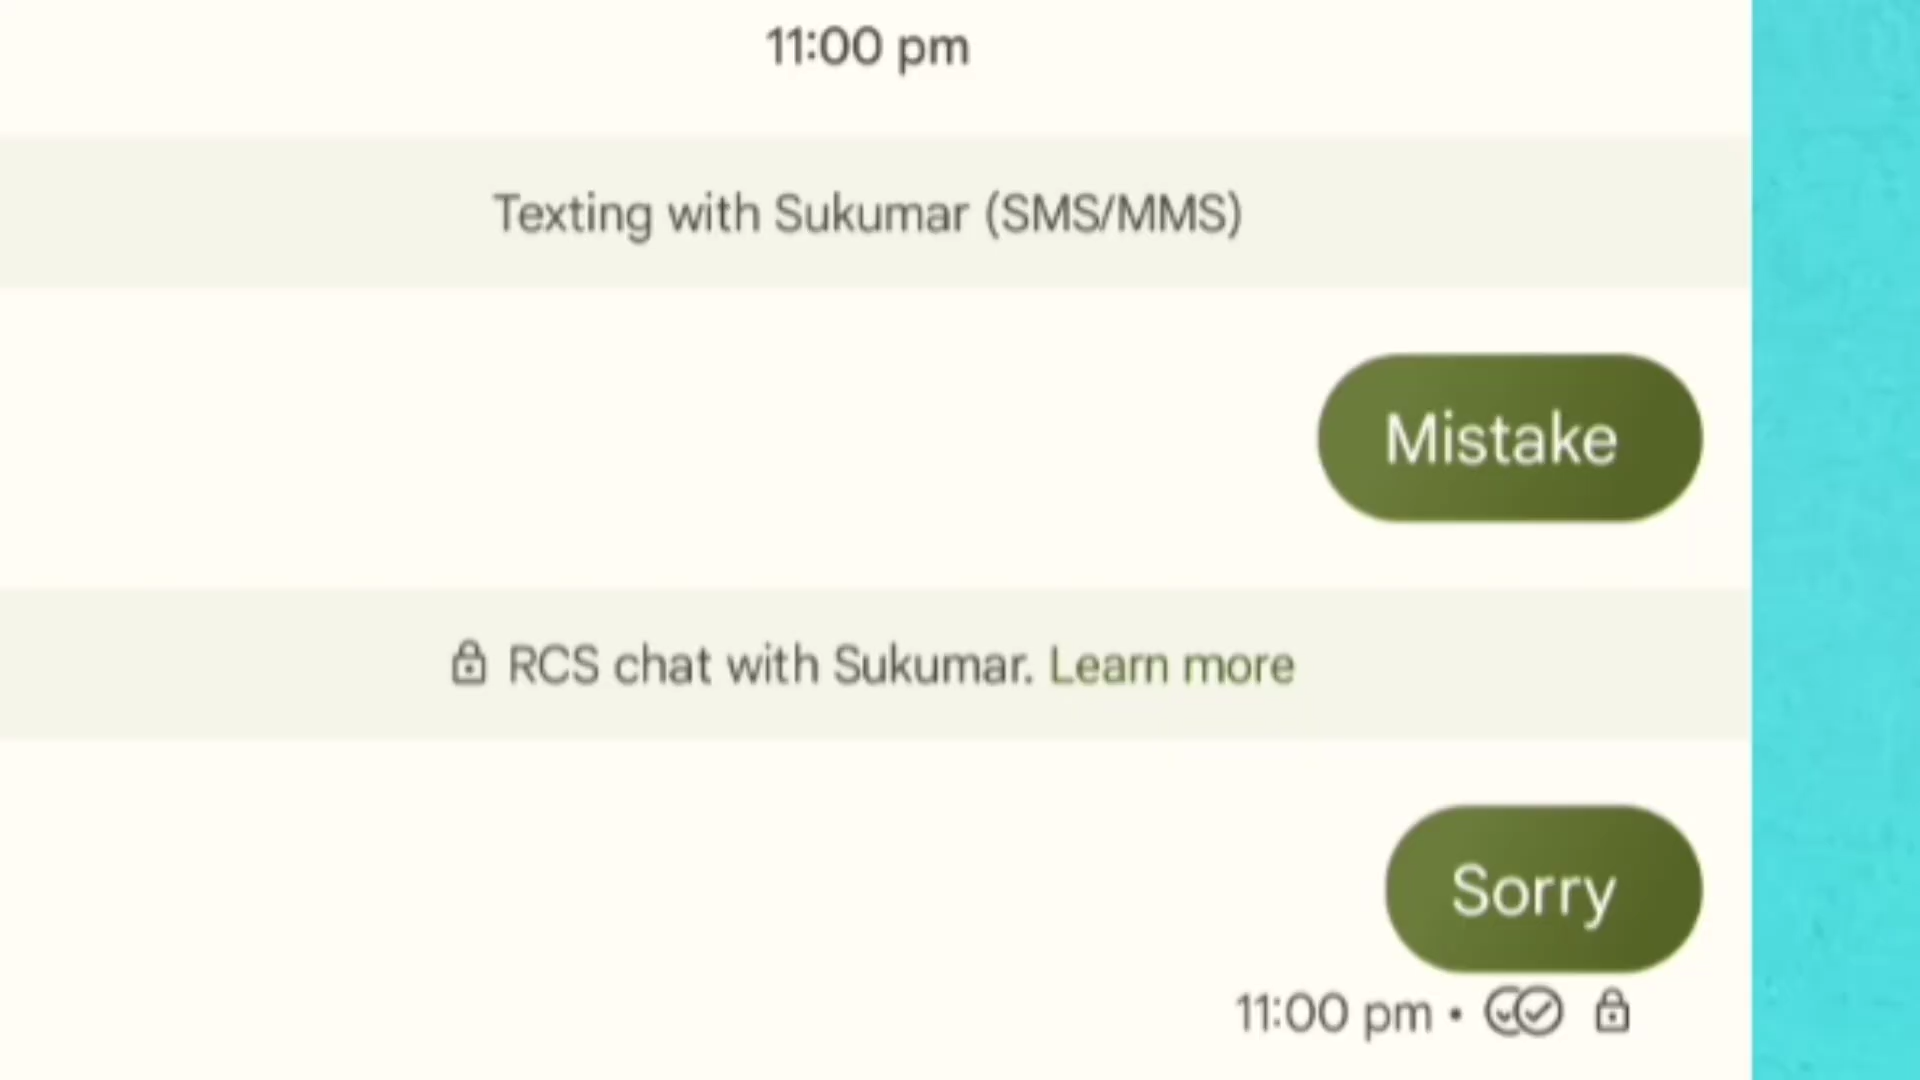 11:00 pm
Texting with Sukumar (SMS/MMS)
Mistake
RCS chat with Sukumar. Learn more
Sorry
11:00 pm •